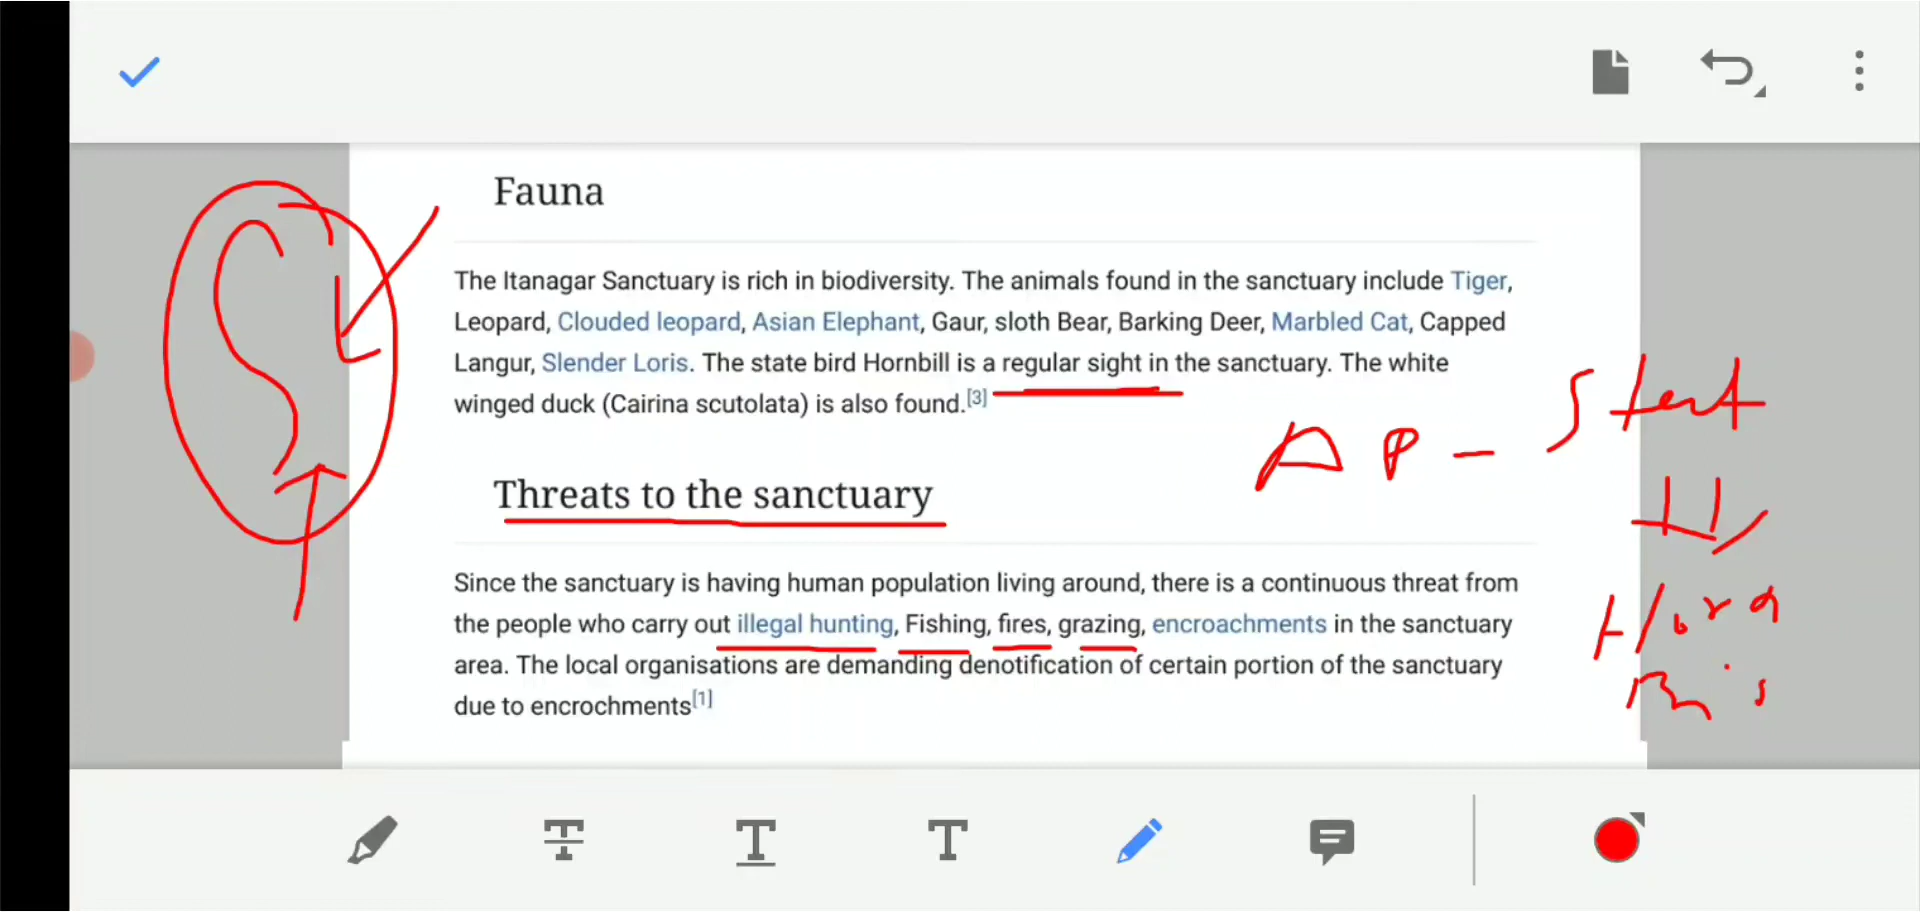 Fauna
The Itanagar Sanctuary is rich in biodiversity. The animals found in the sanctuary include Tiger,
Leopard, Clouded leopard, Asian Elephant, Gaur, sloth Bear, Barking Deer, Marbled Cat, Capped
Langur, Slender Loris. The state bird Hornbill is a regular sight in the sanctuary. The white
winged duck (Cairina scutolata) is also found.[3]
AP -
Threats to the sanctuary
Since the sanctuary is having human population living around, there is a continuous threat from
the people who carry out illegal hunting, Fishing, fires, grazing, encroachments in the sanctuary
area. The local organisations are demanding denotification of certain portion of the sanctuary
due to encrochments[1]
T
T
T